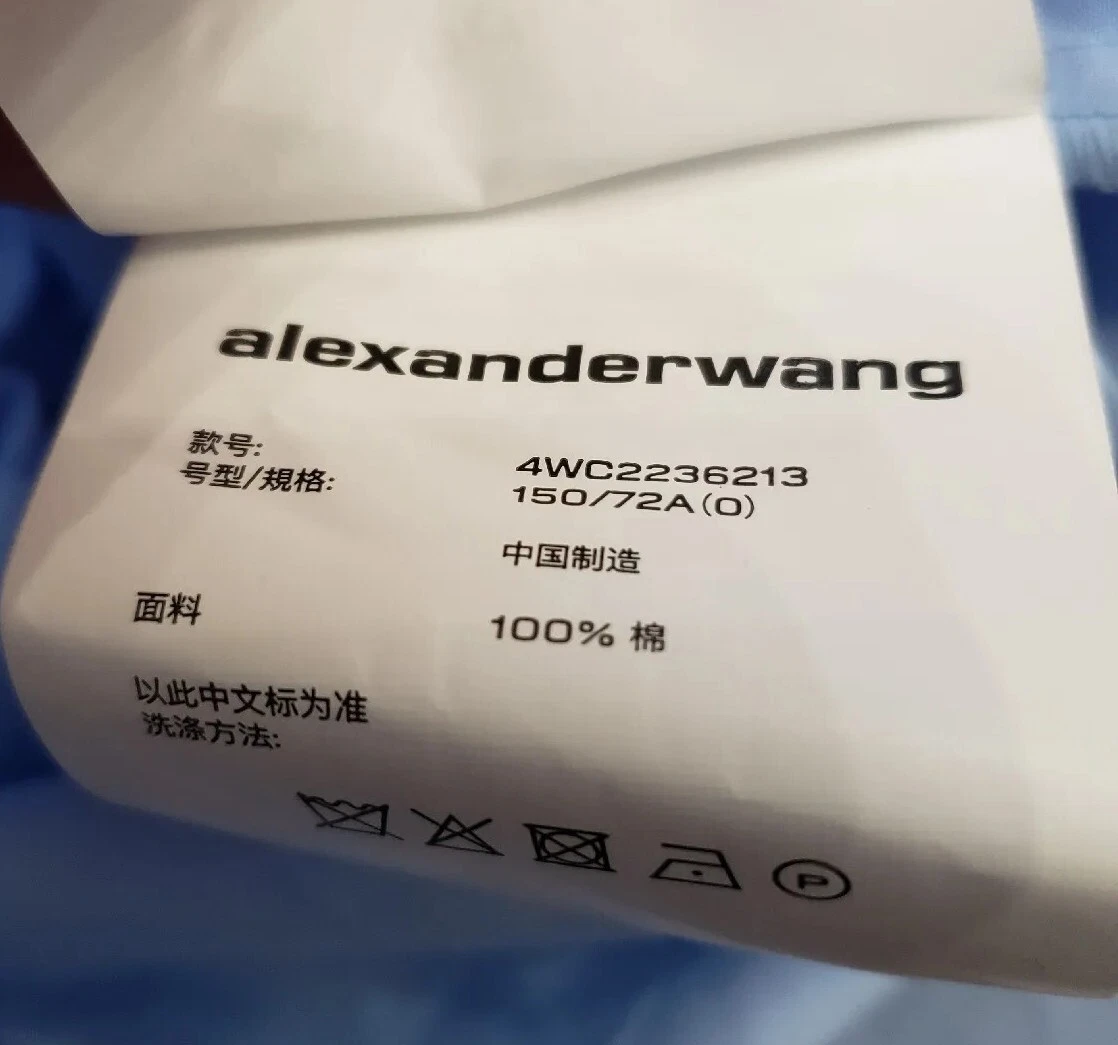 alexanderwang
款号: 4WC2236213
号型/規格: 150/72A(0)
中国制造
面料 100% 棉
以此中文标为准
洗涤方法:
P